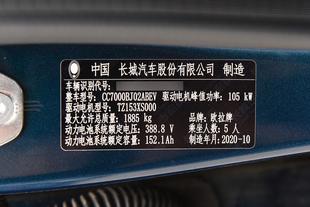 中国 长城汽车股份有限公司 制造
车辆识别代号
整车型号: CC7000BJ02ABEV 驱动电机峰值功率: 105 kW
驱动电机型号: TZ153XS000
最大允许总质量: 1885 kg 品牌: 欧拉牌
动力电池系统额定电压: 388.8 V 乘坐人数: 5 人
动力电池系统额定容量: 152.1Ah 制造年月: 2020-10